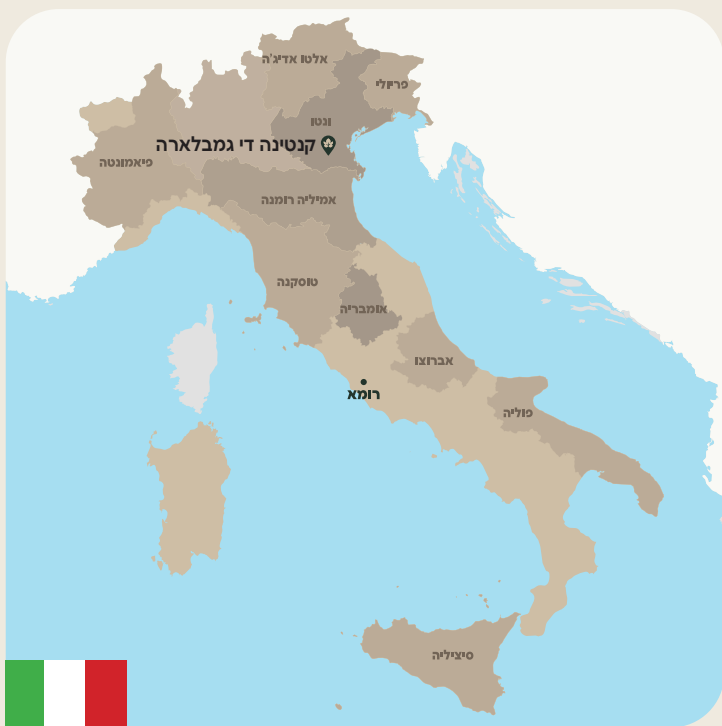 אלטו אדיג'ה
פריולי
ונטו
קנטינה די גמבלארה
פיאמונטה
אמיליה רומנה
טוסקנה
אומבריה
אברוצו
רומא
פוליה
סיציליה